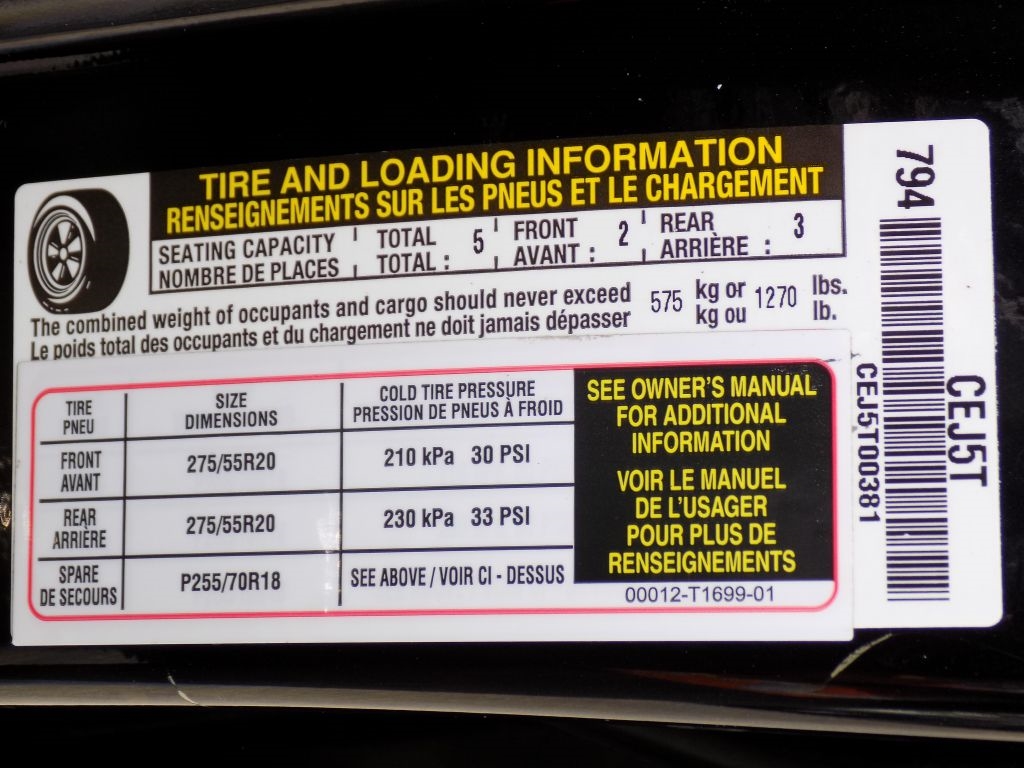 TIRE AND LOADING INFORMATION
RENSEIGNEMENTS SUR LES PNEUS ET LE CHARGEMENT
SEATING CAPACITY TOTAL 5 FRONT 2 REAR 3
NOMBRE DE PLACES TOTAL : AVANT : ARRIÈRE :
The combined weight of occupants and cargo should never exceed 575 kg or 1270 lbs.
Le poids total des occupants et du chargement ne doit jamais dépasser kg ou lb.
TIRE SIZE COLD TIRE PRESSURE
PNEU DIMENSIONS PRESSION DE PNEUS À FROID
FRONT
AVANT 275/55R20 210 kPa 30 PSI
REAR
ARRIÈRE 275/55R20 230 kPa 33 PSI
SPARE
DE SECOURS P255/70R18 SEE ABOVE / VOIR CI - DESSUS
SEE OWNER'S MANUAL
FOR ADDITIONAL
INFORMATION
VOIR LE MANUEL
DE L'USAGER
POUR PLUS DE
RENSEIGNEMENTS
00012-T1699-01
794
CEJ5T
CEJ5T00381